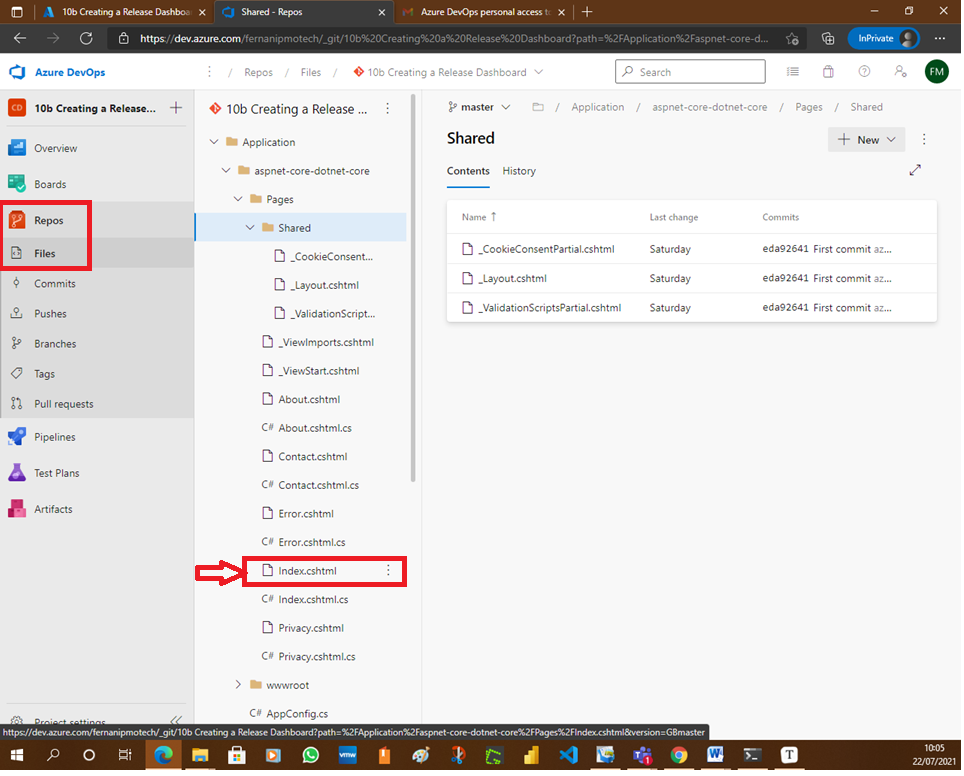 10b Creating a Release Dashboa
Shared - Repos
Azure DevOps personal access to
https://dev.azure.com/fernanipmotech/_git/10b%20Creating%20a%20Release%20Dashboard?path=%2FApplication%2Faspnet-core-d...
InPrivate
Azure DevOps
/ Repos / Files / 10b Creating a Release Dashboard
Search
FM
CD 10b Creating a Release...
Overview
Boards
Repos
Files
Commits
Pushes
Branches
Tags
Pull requests
Pipelines
Test Plans
Artifacts
Project settings
10b Creating a Release ...
Application
aspnet-core-dotnet-core
Pages
Shared
_CookieConsent...
_Layout.cshtml
_ValidationScript...
_ViewImports.cshtml
_ViewStart.cshtml
About.cshtml
C# About.cshtml.cs
Contact.cshtml
C# Contact.cshtml.cs
Error.cshtml
C# Error.cshtml.cs
Index.cshtml
C# Index.cshtml.cs
Privacy.cshtml
C# Privacy.cshtml.cs
wwwroot
C# AppConfig.cs
master / Application / aspnet-core-dotnet-core / Pages / Shared
Shared
New
Contents History
Name ↑ Last change Commits
_CookieConsentPartial.cshtml Saturday eda92641 First commit az...
_Layout.cshtml Saturday eda92641 First commit az...
_ValidationScriptsPartial.cshtml Saturday eda92641 First commit az...
https://dev.azure.com/fernanipmotech/_git/10b Creating a Release Dashboard?path=%2FApplication%2Faspnet-core-dotnet-core%2FPages%2FIndex.cshtml&version=GBmaster
vmw
W
1
T
10:05
22/07/2021